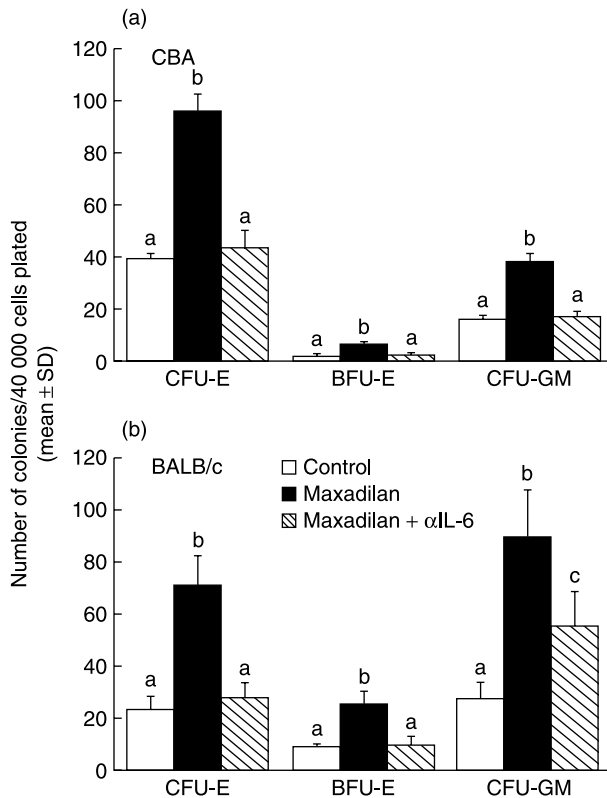 (a)
CBA
Number of colonies/40 000 cells plated
(mean ± SD)
120
100
80
60
40
20
0
a
b
a
a
b
a
a
b
a
CFU-E
BFU-E
CFU-GM
(b)
BALB/c
Control
Maxadilan
Maxadilan + αIL-6
120
100
80
60
40
20
0
a
b
a
a
b
a
a
b
c
CFU-E
BFU-E
CFU-GM